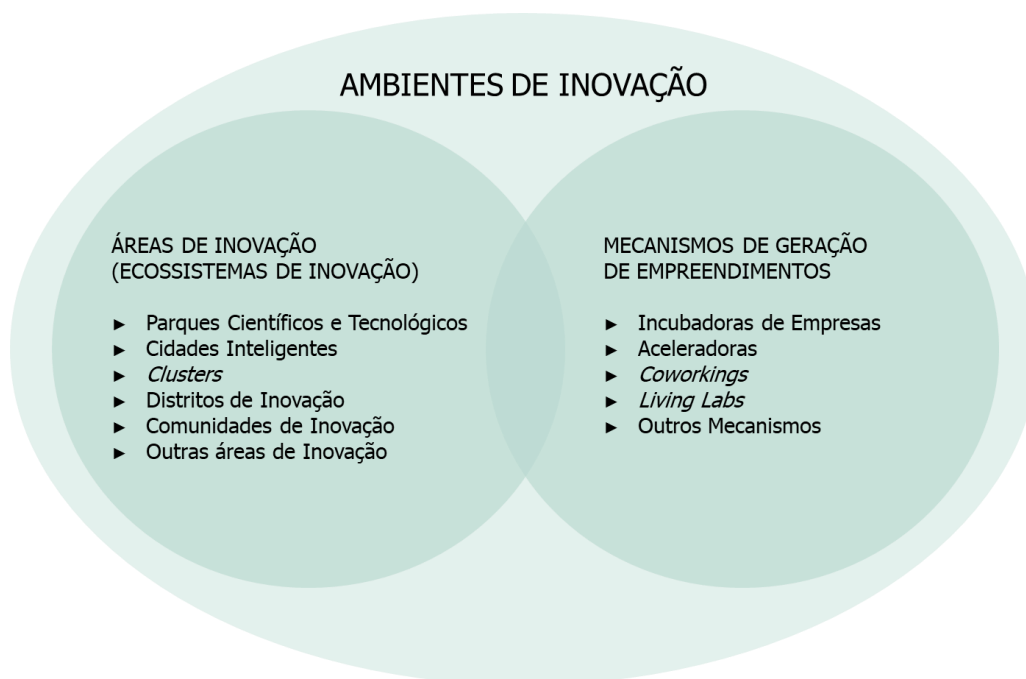 AMBIENTES DE INOVAÇÃO
ÁREAS DE INOVAÇÃO
(ECOSSISTEMAS DE INOVAÇÃO)
► Parques Científicos e Tecnológicos
► Cidades Inteligentes
► Clusters
► Distritos de Inovação
► Comunidades de Inovação
► Outras áreas de Inovação
MECANISMOS DE GERAÇÃO
DE EMPREENDIMENTOS
► Incubadoras de Empresas
► Aceleradoras
► Coworkings
► Living Labs
► Outros Mecanismos